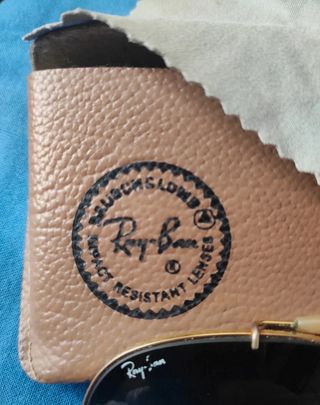 BAUSCH & LOMB
Ray-Ban
IMPACT RESISTANT LENSES
Ray-Ban